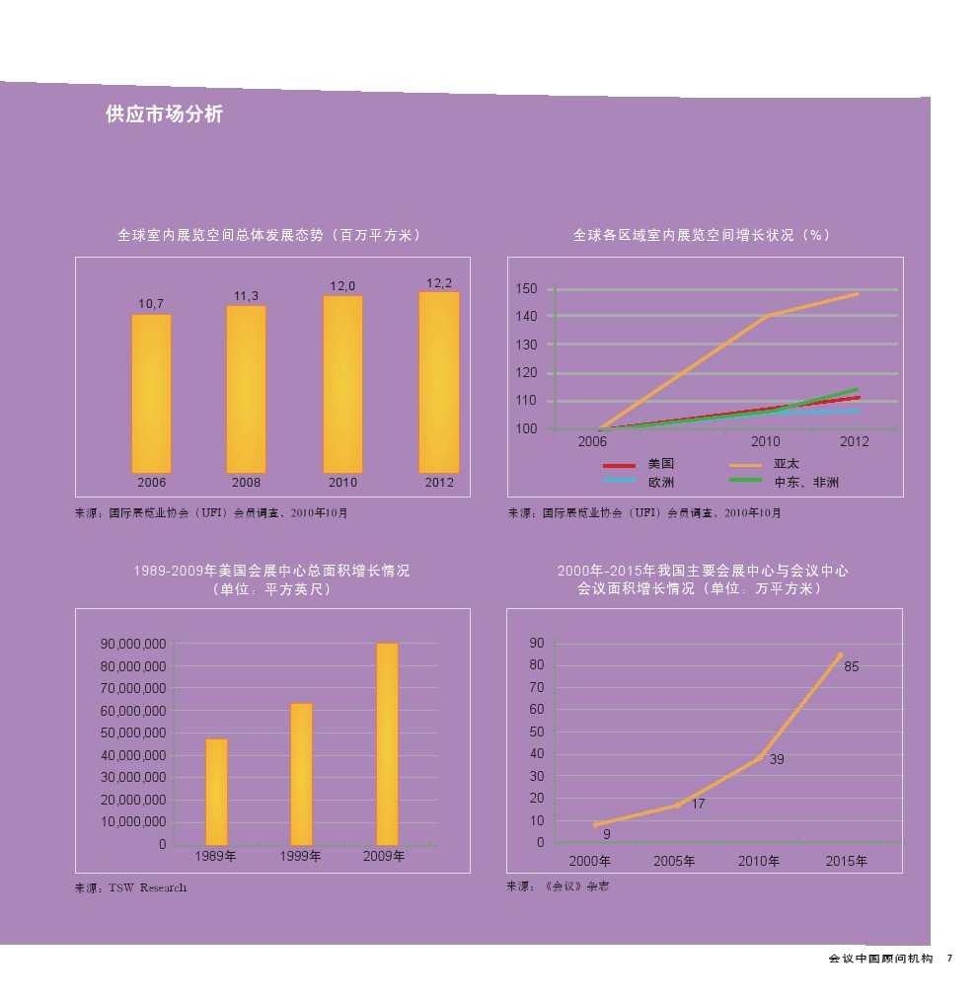 供应市场分析
全球室内展览空间总体发展态势（百万平方米）
10,7
11,3
12,0
12,2
2006
2008
2010
2012
来源：国际展览业协会（UFI）会员调查，2010年10月
全球各区域室内展览空间增长状况（%）
150
140
130
120
110
100
2006
2010
2012
美国
亚太
欧洲
中东、非洲
来源：国际展览业协会（UFI）会员调查，2010年10月
1989-2009年美国会展中心总面积增长情况
（单位：平方英尺）
90,000,000
80,000,000
70,000,000
60,000,000
50,000,000
40,000,000
30,000,000
20,000,000
10,000,000
0
1989年
1999年
2009年
来源：TSW Research
2000年-2015年我国主要会展中心与会议中心
会议面积增长情况（单位：万平方米）
90
80
70
60
50
40
30
20
10
0
85
39
17
9
2000年
2005年
2010年
2015年
来源：《会议》杂志
会议中国顾问机构 7